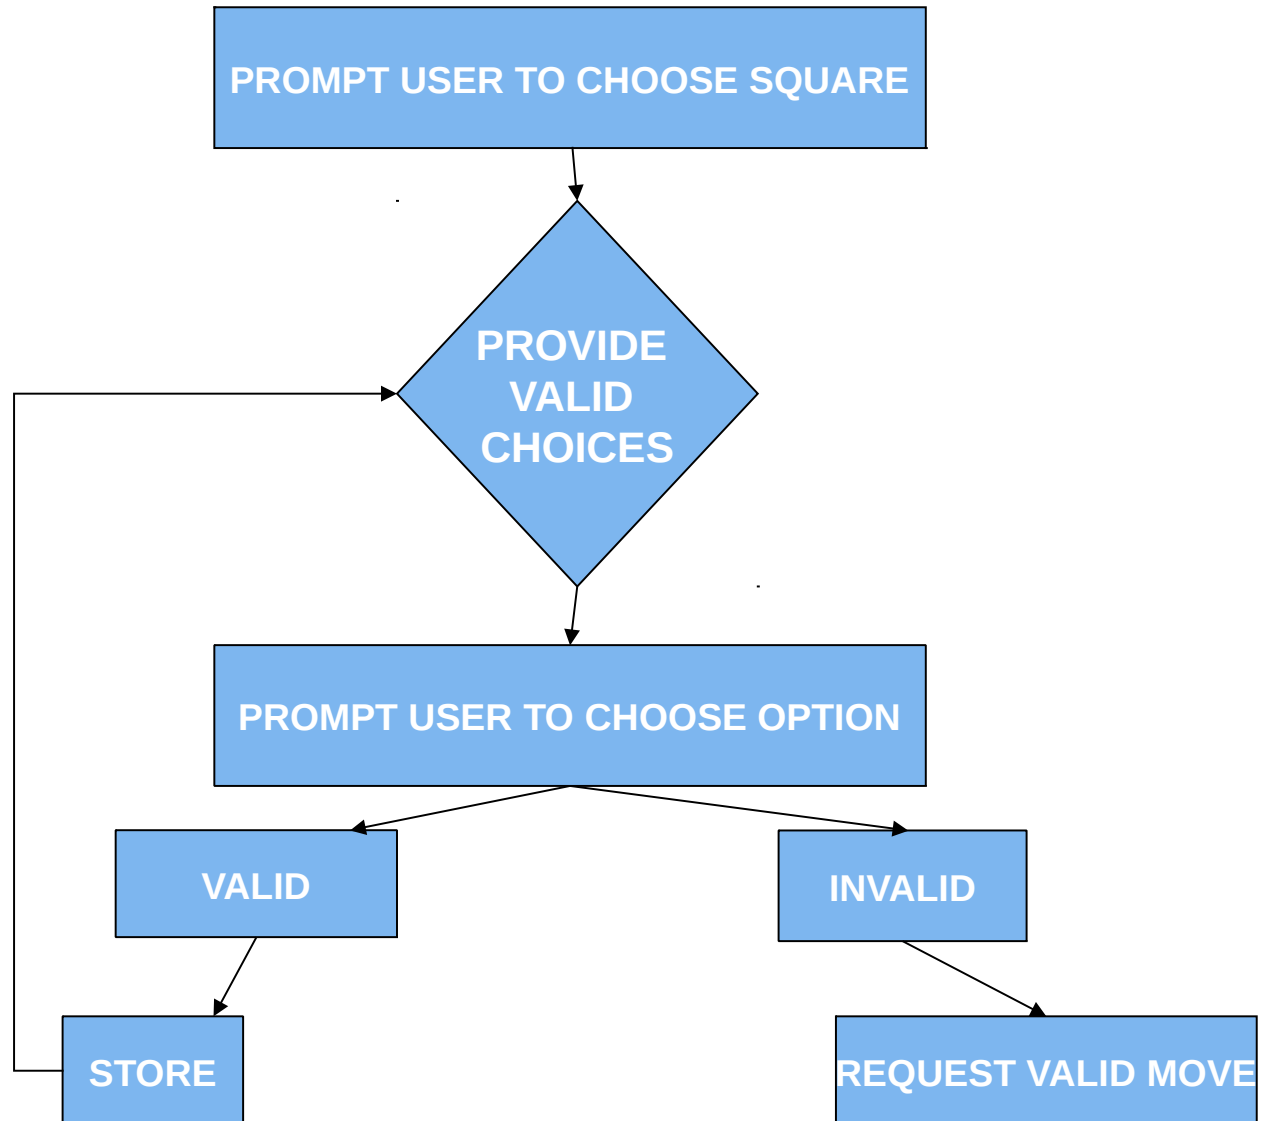 PROMPT USER TO CHOOSE SQUARE
PROVIDE
VALID
CHOICES
PROMPT USER TO CHOOSE OPTION
VALID
INVALID
STORE
REQUEST VALID MOVE